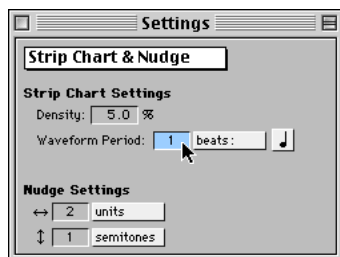 Settings
Strip Chart & Nudge
Strip Chart Settings
Density: 5.0 %
Waveform Period: 1 beats:
Nudge Settings
2 units
1 semitones